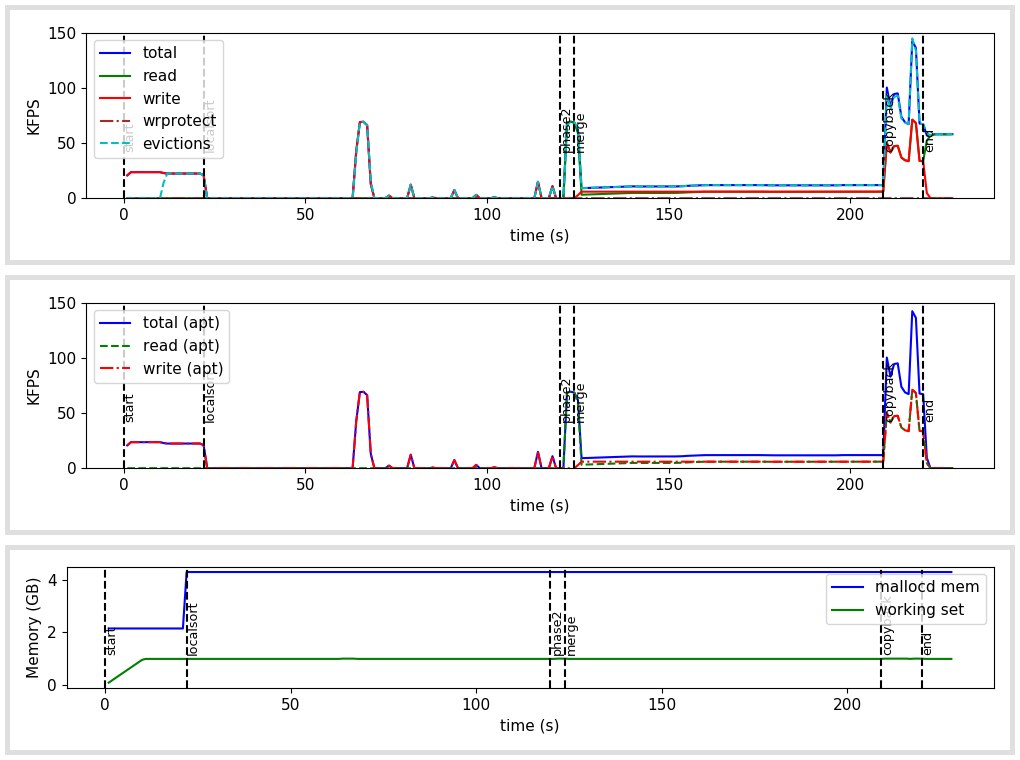 150
100
50
0
KFPS
total
read
write
wrprotect
evictions
start
localsort
phase2
merge
copyback
end
0
50
100
150
200
time (s)
150
100
50
0
KFPS
total (apt)
read (apt)
write (apt)
start
localsort
phase2
merge
copyback
end
0
50
100
150
200
time (s)
4
2
0
Memory (GB)
mallocd mem
working set
start
localsort
phase2
merge
copyback
end
0
50
100
150
200
time (s)